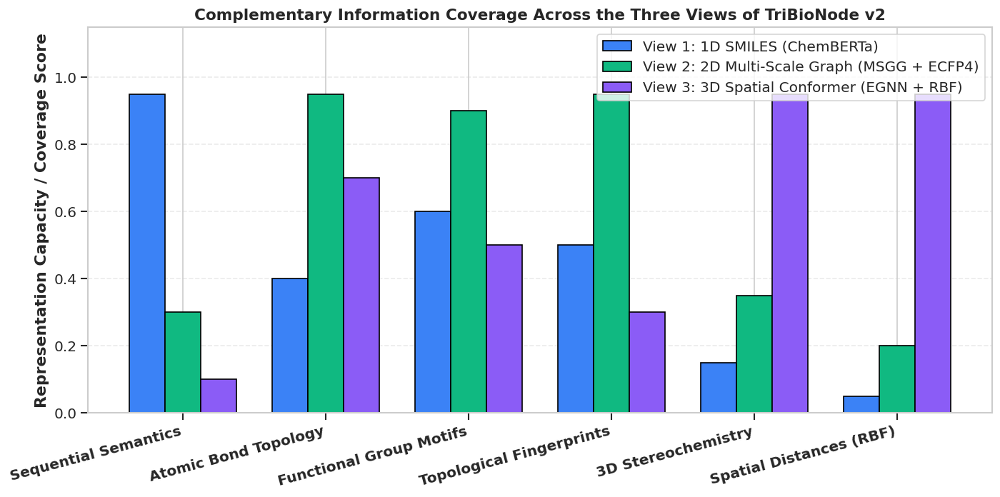 Complementary Information Coverage Across the Three Views of TriBioNode v2
View 1: 1D SMILES (ChemBERTa)
View 2: 2D Multi-Scale Graph (MSGG + ECFP4)
View 3: 3D Spatial Conformer (EGNN + RBF)
Representation Capacity / Coverage Score
1.0
0.8
0.6
0.4
0.2
0.0
Sequential Semantics
Atomic Bond Topology
Functional Group Motifs
Topological Fingerprints
3D Stereochemistry
Spatial Distances (RBF)